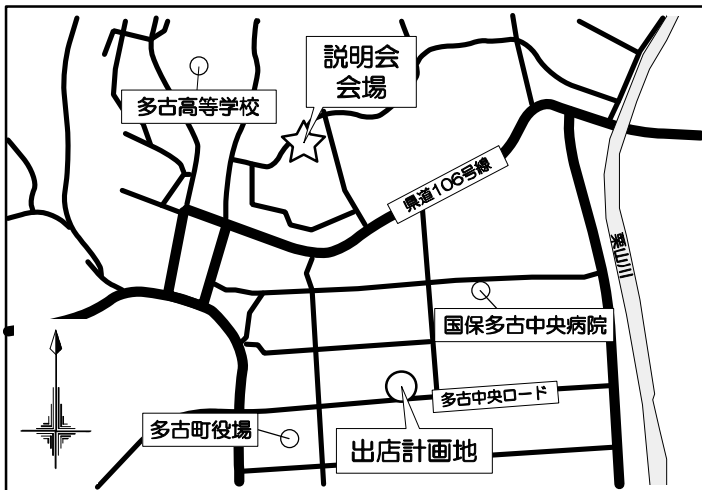 説明会
会場
多古高等学校
県道106号線
栗山川
国保多古中央病院
多古中央ロード
多古町役場
出店計画地